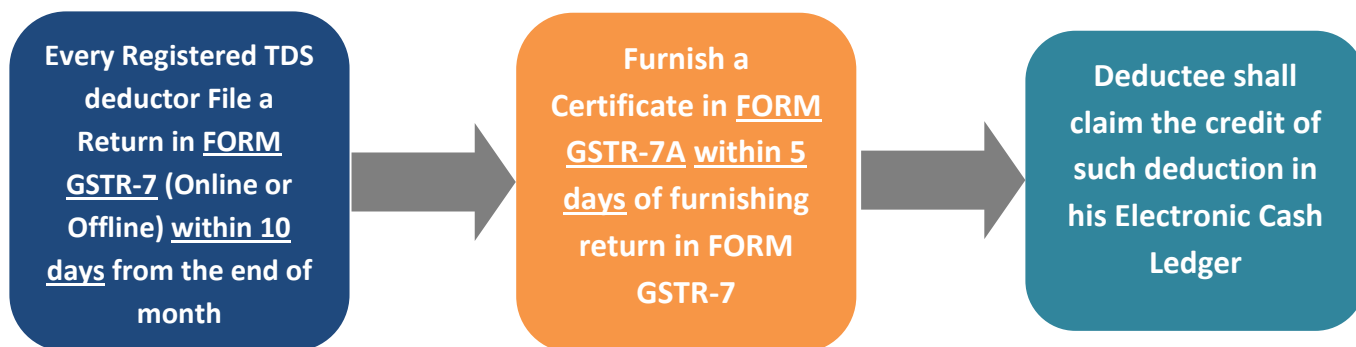 Every Registered TDS
deductor File a
Return in FORM
GSTR-7 (Online or
Offline) within 10
days from the end of
month
Furnish a
Certificate in FORM
GSTR-7A within 5
days of furnishing
return in FORM
GSTR-7
Deductee shall
claim the credit of
such deduction in
his Electronic Cash
Ledger